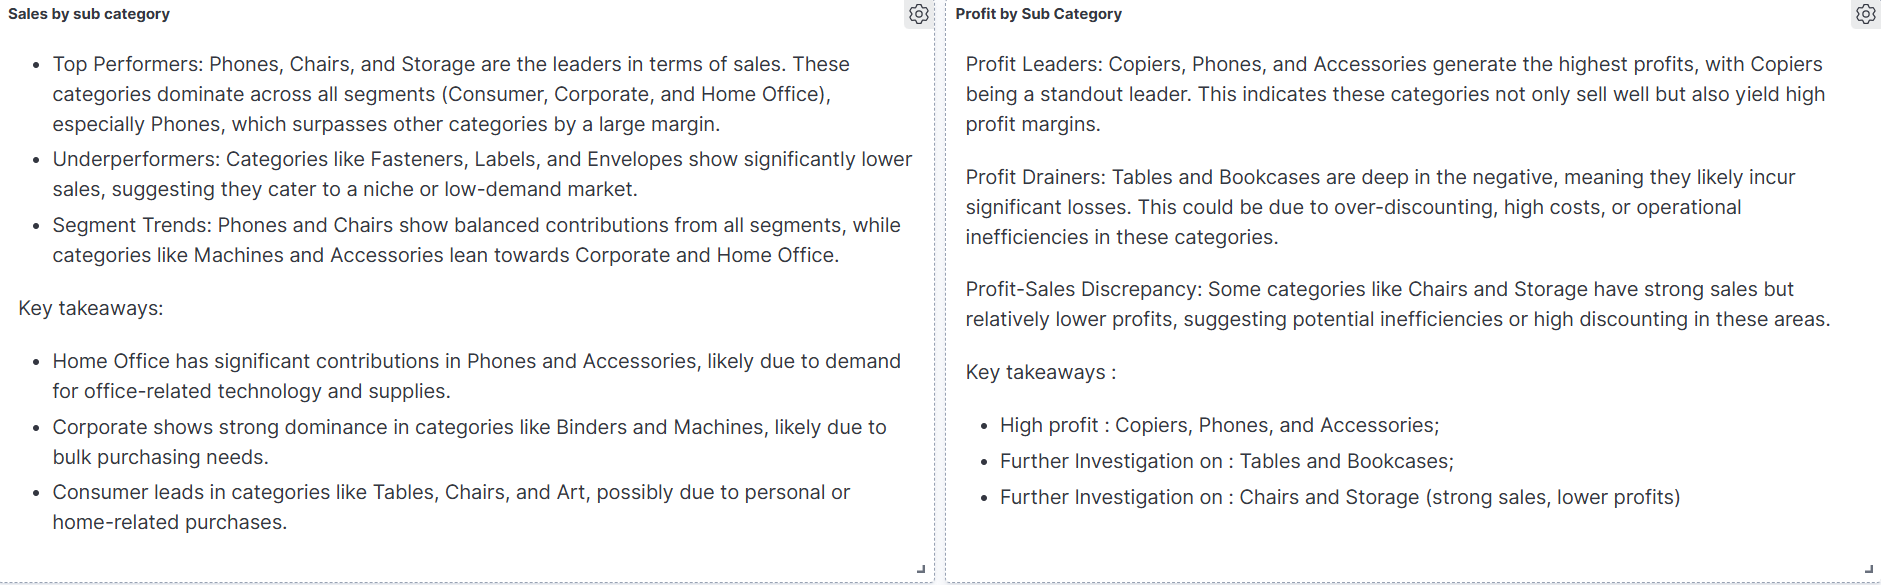 Sales by sub category
• Top Performers: Phones, Chairs, and Storage are the leaders in terms of sales. These
categories dominate across all segments (Consumer, Corporate, and Home Office),
especially Phones, which surpasses other categories by a large margin.
• Underperformers: Categories like Fasteners, Labels, and Envelopes show significantly lower
sales, suggesting they cater to a niche or low-demand market.
• Segment Trends: Phones and Chairs show balanced contributions from all segments, while
categories like Machines and Accessories lean towards Corporate and Home Office.
Key takeaways:
• Home Office has significant contributions in Phones and Accessories, likely due to demand
for office-related technology and supplies.
• Corporate shows strong dominance in categories like Binders and Machines, likely due to
bulk purchasing needs.
• Consumer leads in categories like Tables, Chairs, and Art, possibly due to personal or
home-related purchases.
Profit by Sub Category
Profit Leaders: Copiers, Phones, and Accessories generate the highest profits, with Copiers
being a standout leader. This indicates these categories not only sell well but also yield high
profit margins.
Profit Drainers: Tables and Bookcases are deep in the negative, meaning they likely incur
significant losses. This could be due to over-discounting, high costs, or operational
inefficiencies in these categories.
Profit-Sales Discrepancy: Some categories like Chairs and Storage have strong sales but
relatively lower profits, suggesting potential inefficiencies or high discounting in these areas.
Key takeaways :
• High profit : Copiers, Phones, and Accessories;
• Further Investigation on : Tables and Bookcases;
• Further Investigation on : Chairs and Storage (strong sales, lower profits)